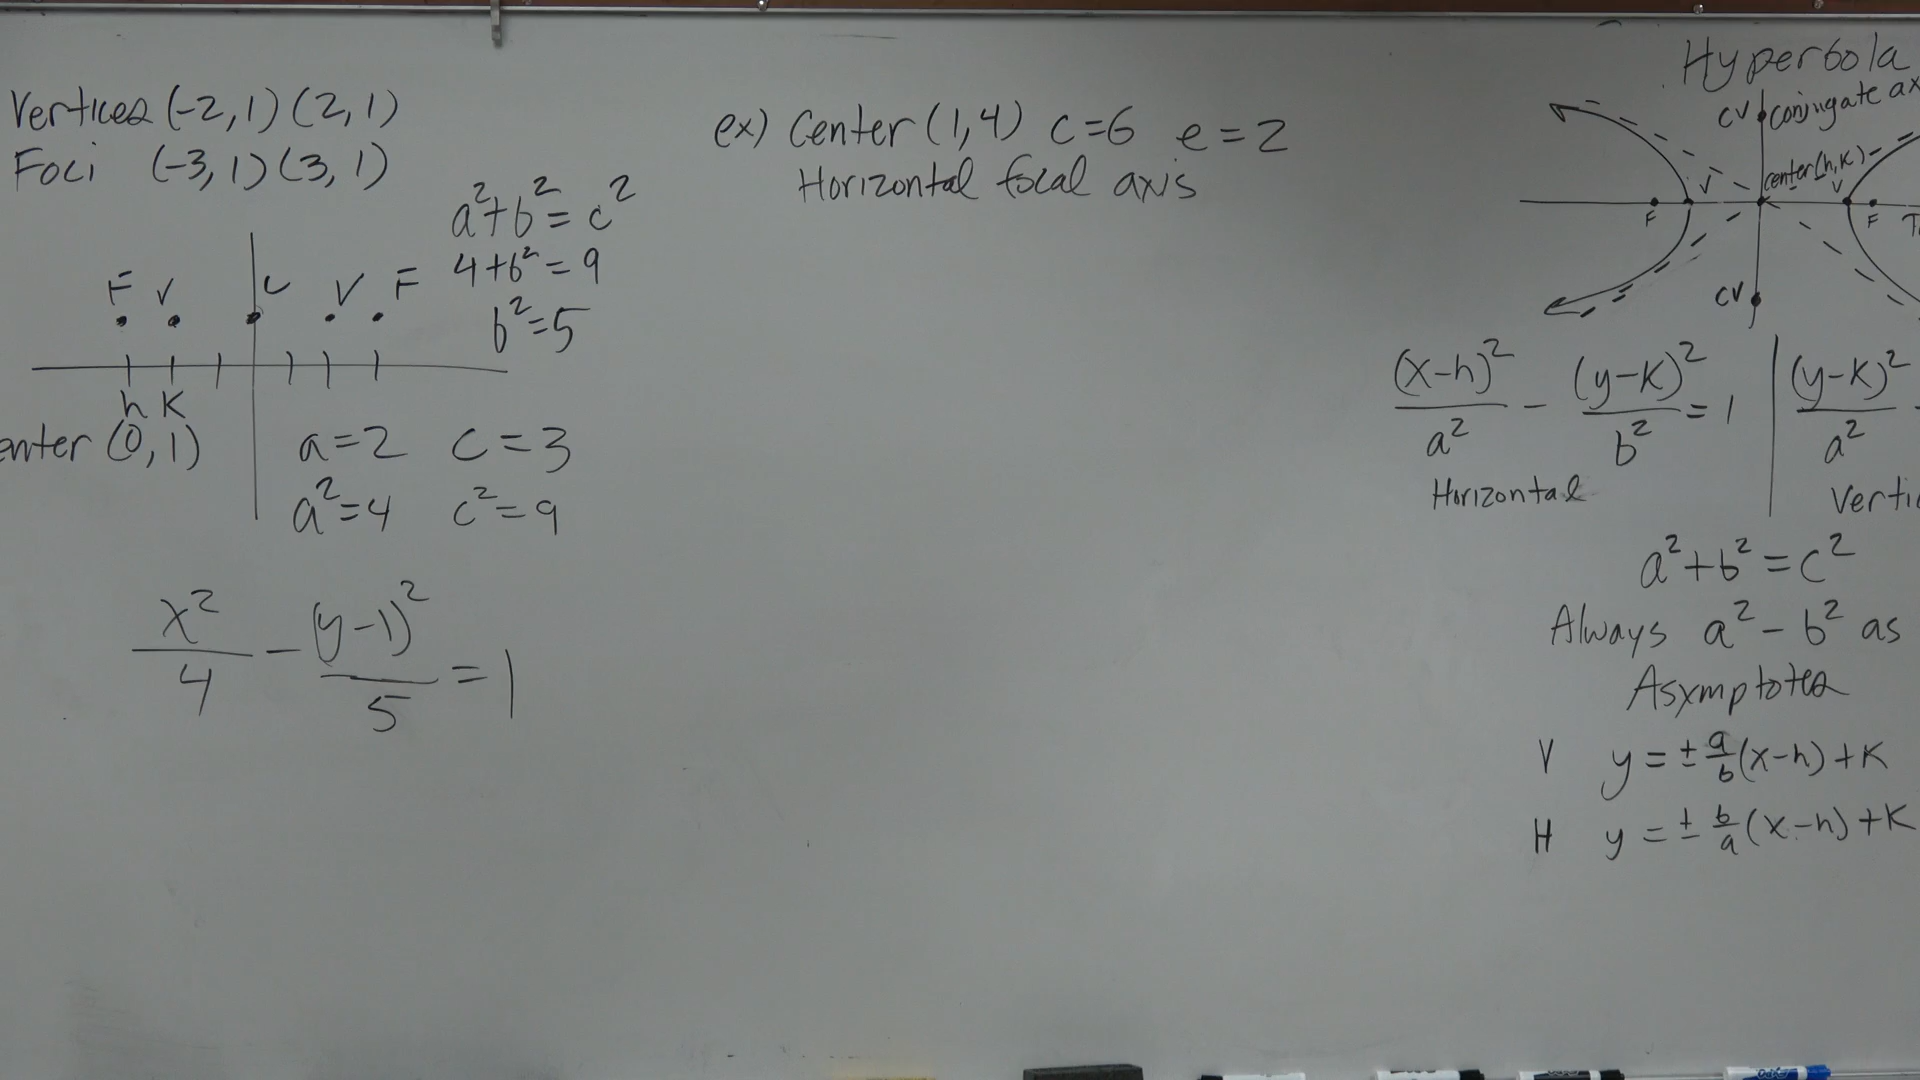 Vertices (-2,1) (2,1)
Foci (-3,1) (3,1)
a²+b²=c²
4+b²=9
b²=5
F V C V F
h K
enter (0,1)
a=2 c=3
a²=4 c²=9
x²/4 - (y-1)²/5 = 1
ex) Center (1,4) c=6 e=2
Horizontal focal axis
Hyperbola
CV conjugate ax
center (h,K)
F V V F
CV
(x-h)²/a² - (y-K)²/b² = 1
Horizontal
(y-K)²/a² -
Vertic
a²+b²=c²
Always a²-b² as
Asxmptotes
V y=±a/b(x-h)+K
H y=±b/a(x-h)+K